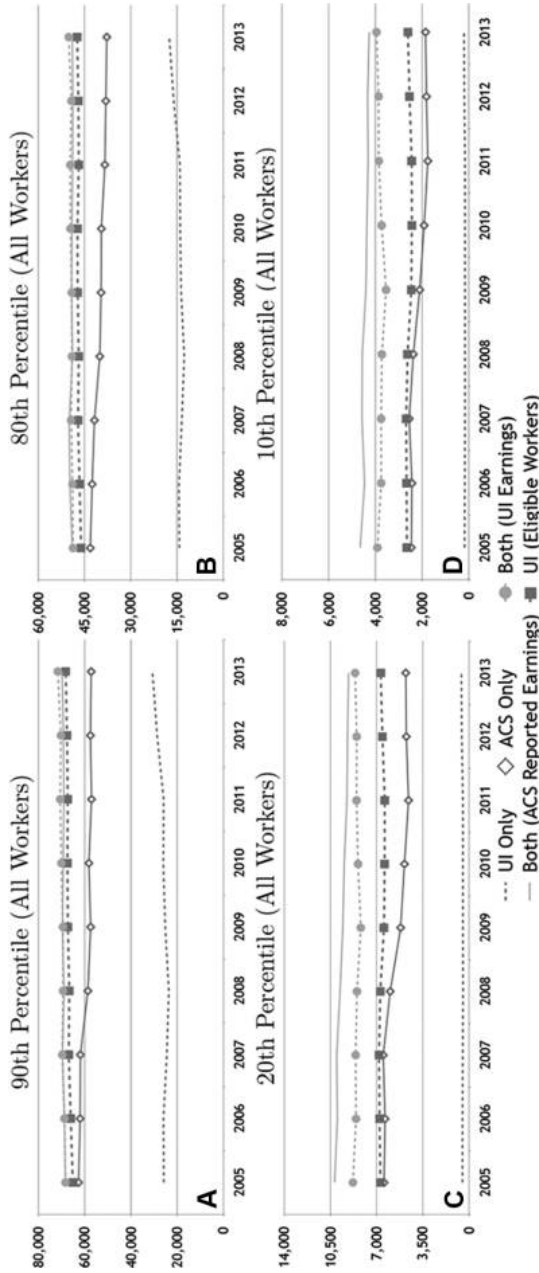 90th Percentile (All Workers)
80,000
60,000
40,000
20,000
0
2005 2006 2007 2008 2009 2010 2011 2012 2013
A
80th Percentile (All Workers)
60,000
45,000
30,000
15,000
0
2005 2006 2007 2008 2009 2010 2011 2012 2013
B
20th Percentile (All Workers)
14,000
10,500
7,000
3,500
0
2005 2006 2007 2008 2009 2010 2011 2012 2013
C
10th Percentile (All Workers)
8,000
6,000
4,000
2,000
0
2005 2006 2007 2008 2009 2010 2011 2012 2013
D
UI Only ACS Only Both (UI Earnings)
Both (ACS Reported Earnings) UI (Eligible Workers)